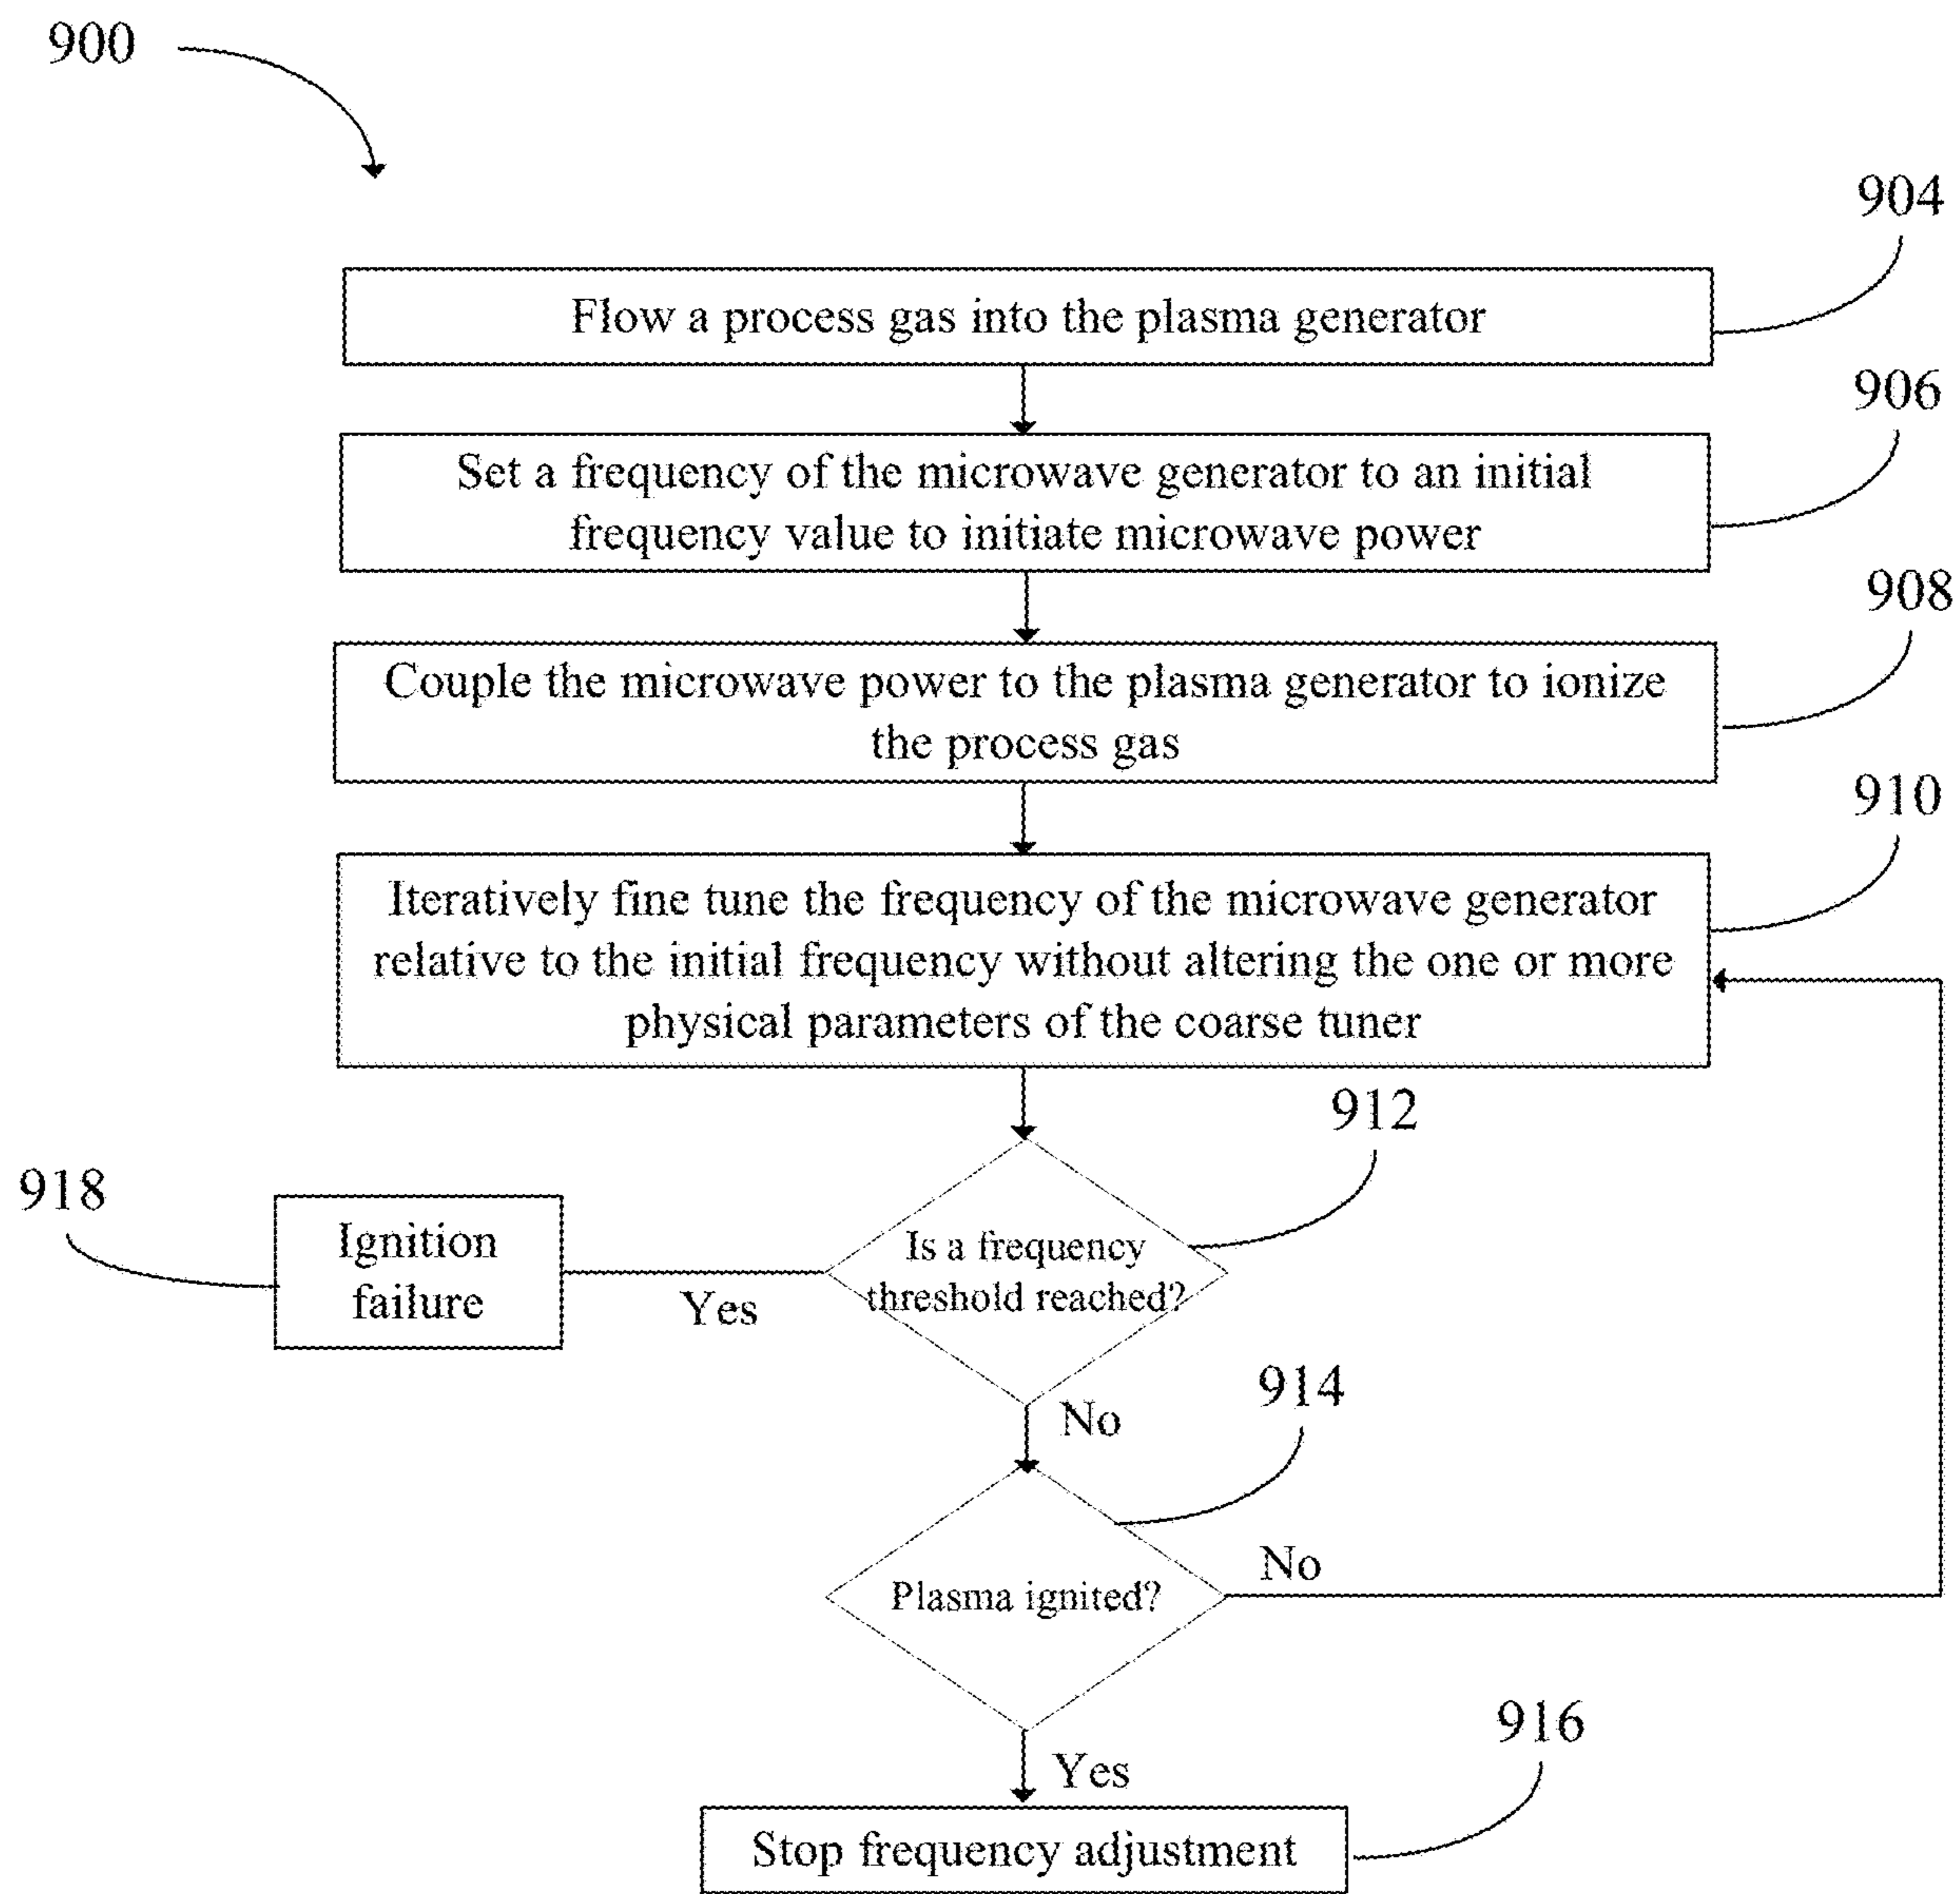 900
904
Flow a process gas into the plasma generator
906
Set a frequency of the microwave generator to an initial
frequency value to initiate microwave power
908
Couple the microwave power to the plasma generator to ionize
the process gas
910
Iteratively fine tune the frequency of the microwave generator
relative to the initial frequency without altering the one or more
physical parameters of the coarse tuner
912
918
Ignition
failure
Yes
Is a frequency
threshold reached?
No
914
Plasma ignited?
No
Yes
916
Stop frequency adjustment